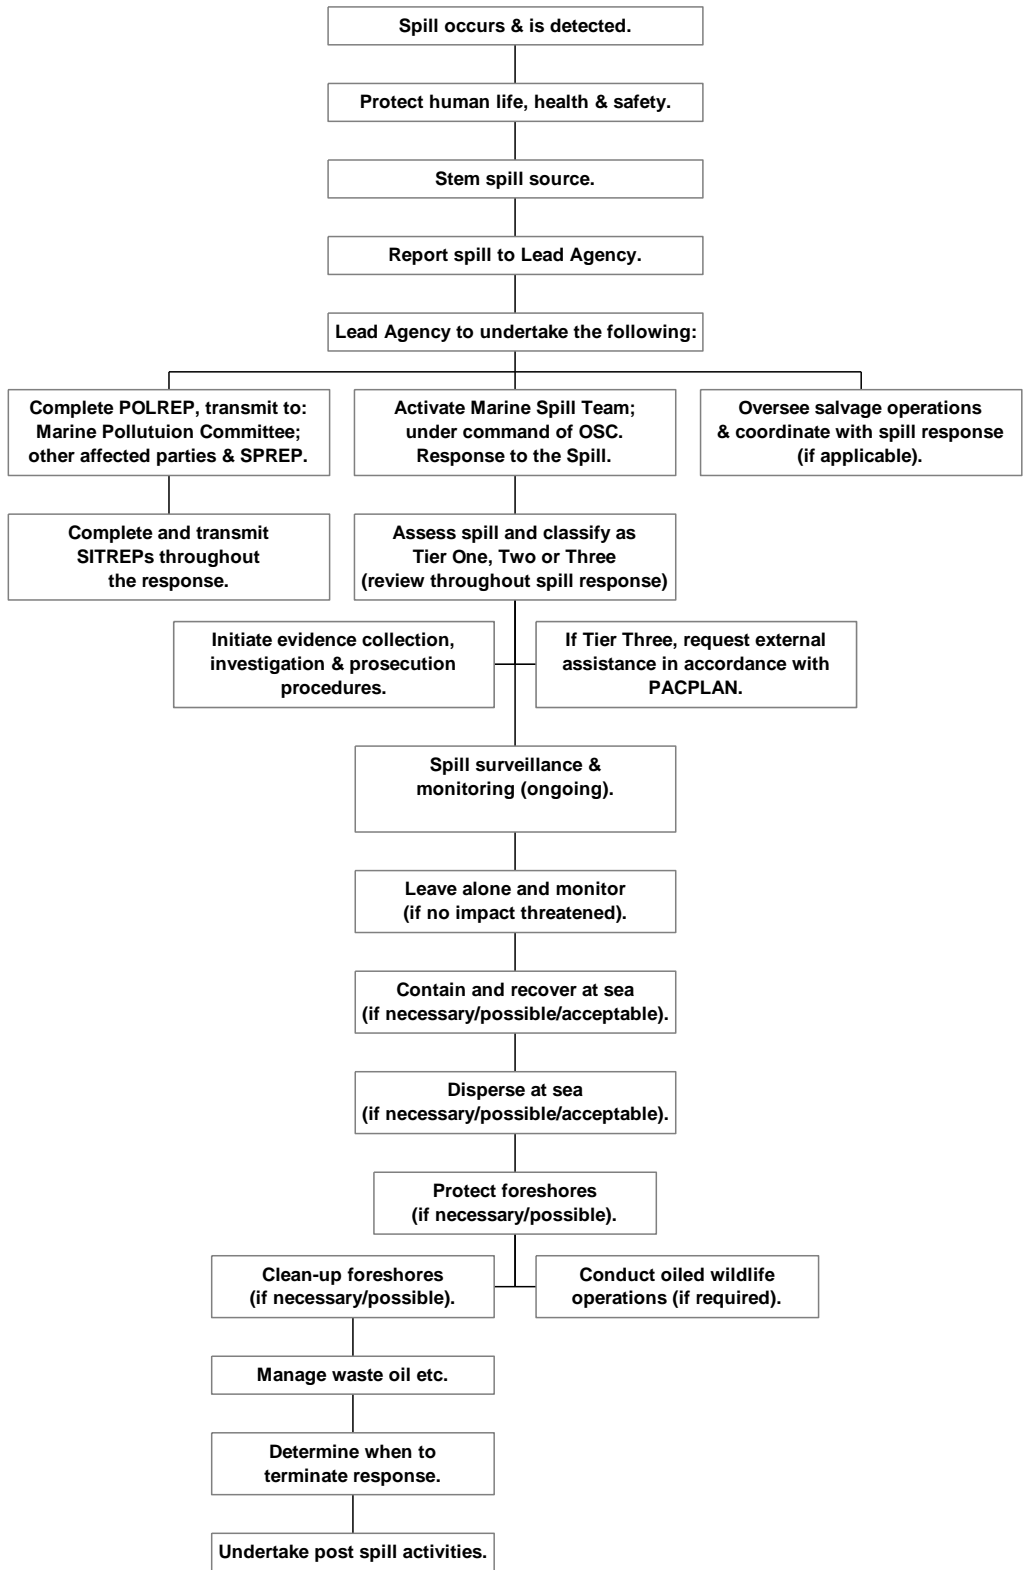 Spill occurs & is detected.
Protect human life, health & safety.
Stem spill source.
Report spill to Lead Agency.
Lead Agency to undertake the following:
Complete POLREP, transmit to:
Marine Pollutuion Committee;
other affected parties & SPREP.
Activate Marine Spill Team;
under command of OSC.
Response to the Spill.
Oversee salvage operations
& coordinate with spill response
(if applicable).
Complete and transmit
SITREPs throughout
the response.
Assess spill and classify as
Tier One, Two or Three
(review throughout spill response)
Initiate evidence collection,
investigation & prosecution
procedures.
If Tier Three, request external
assistance in accordance with
PACPLAN.
Spill surveillance &
monitoring (ongoing).
Leave alone and monitor
(if no impact threatened).
Contain and recover at sea
(if necessary/possible/acceptable).
Disperse at sea
(if necessary/possible/acceptable).
Protect foreshores
(if necessary/possible).
Clean-up foreshores
(if necessary/possible).
Conduct oiled wildlife
operations (if required).
Manage waste oil etc.
Determine when to
terminate response.
Undertake post spill activities.